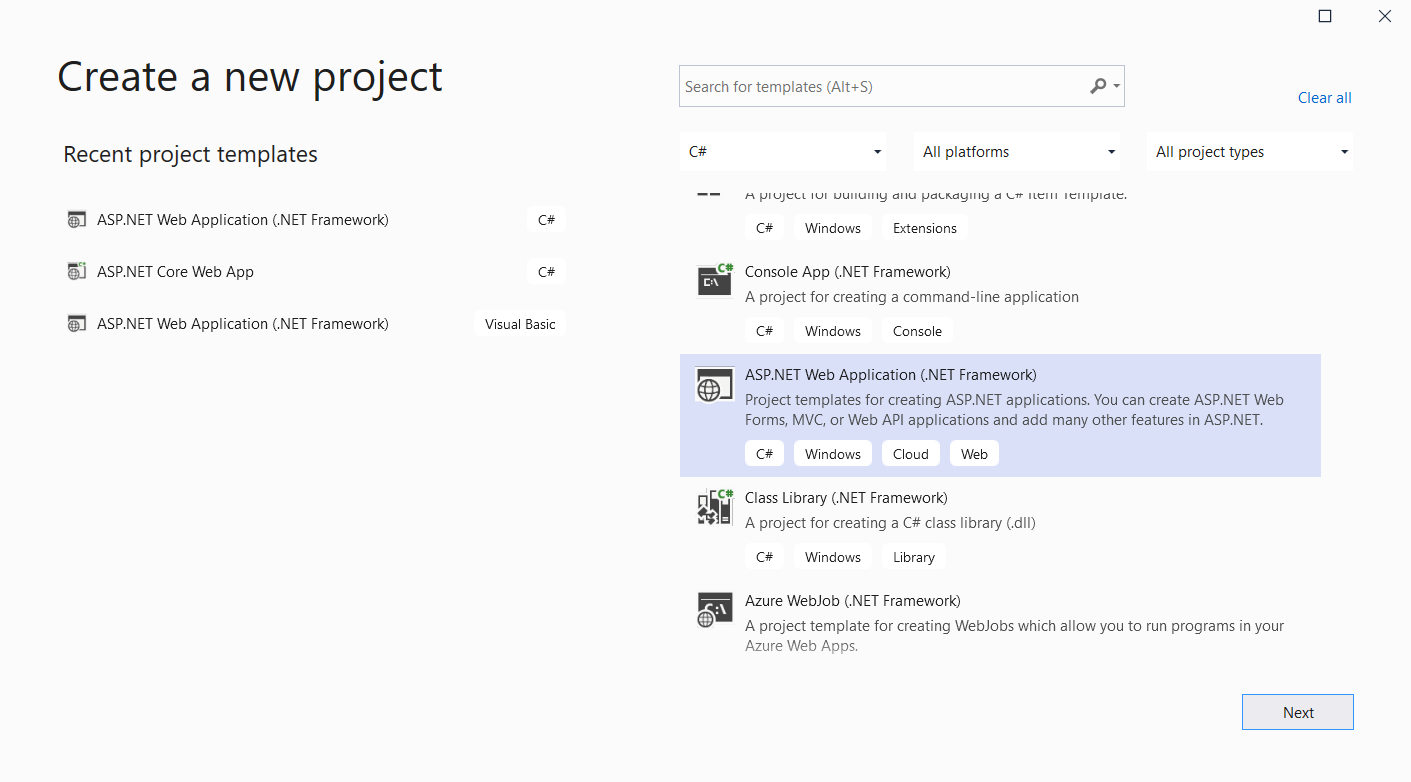 Create a new project
Recent project templates
ASP.NET Web Application (.NET Framework) C#
ASP.NET Core Web App C#
ASP.NET Web Application (.NET Framework) Visual Basic
Search for templates (Alt+S)
Clear all
C# All platforms All project types
A project for building and packaging a C# Item Template.
C# Windows Extensions
C#
Console App (.NET Framework)
C:\
A project for creating a command-line application
C# Windows Console
ASP.NET Web Application (.NET Framework)
Project templates for creating ASP.NET applications. You can create ASP.NET Web
Forms, MVC, or Web API applications and add many other features in ASP.NET.
C# Windows Cloud Web
C#
Class Library (.NET Framework)
A project for creating a C# class library (.dll)
C# Windows Library
Azure WebJob (.NET Framework)
C:\
A project template for creating WebJobs which allow you to run programs in your
Azure Web Apps.
Next